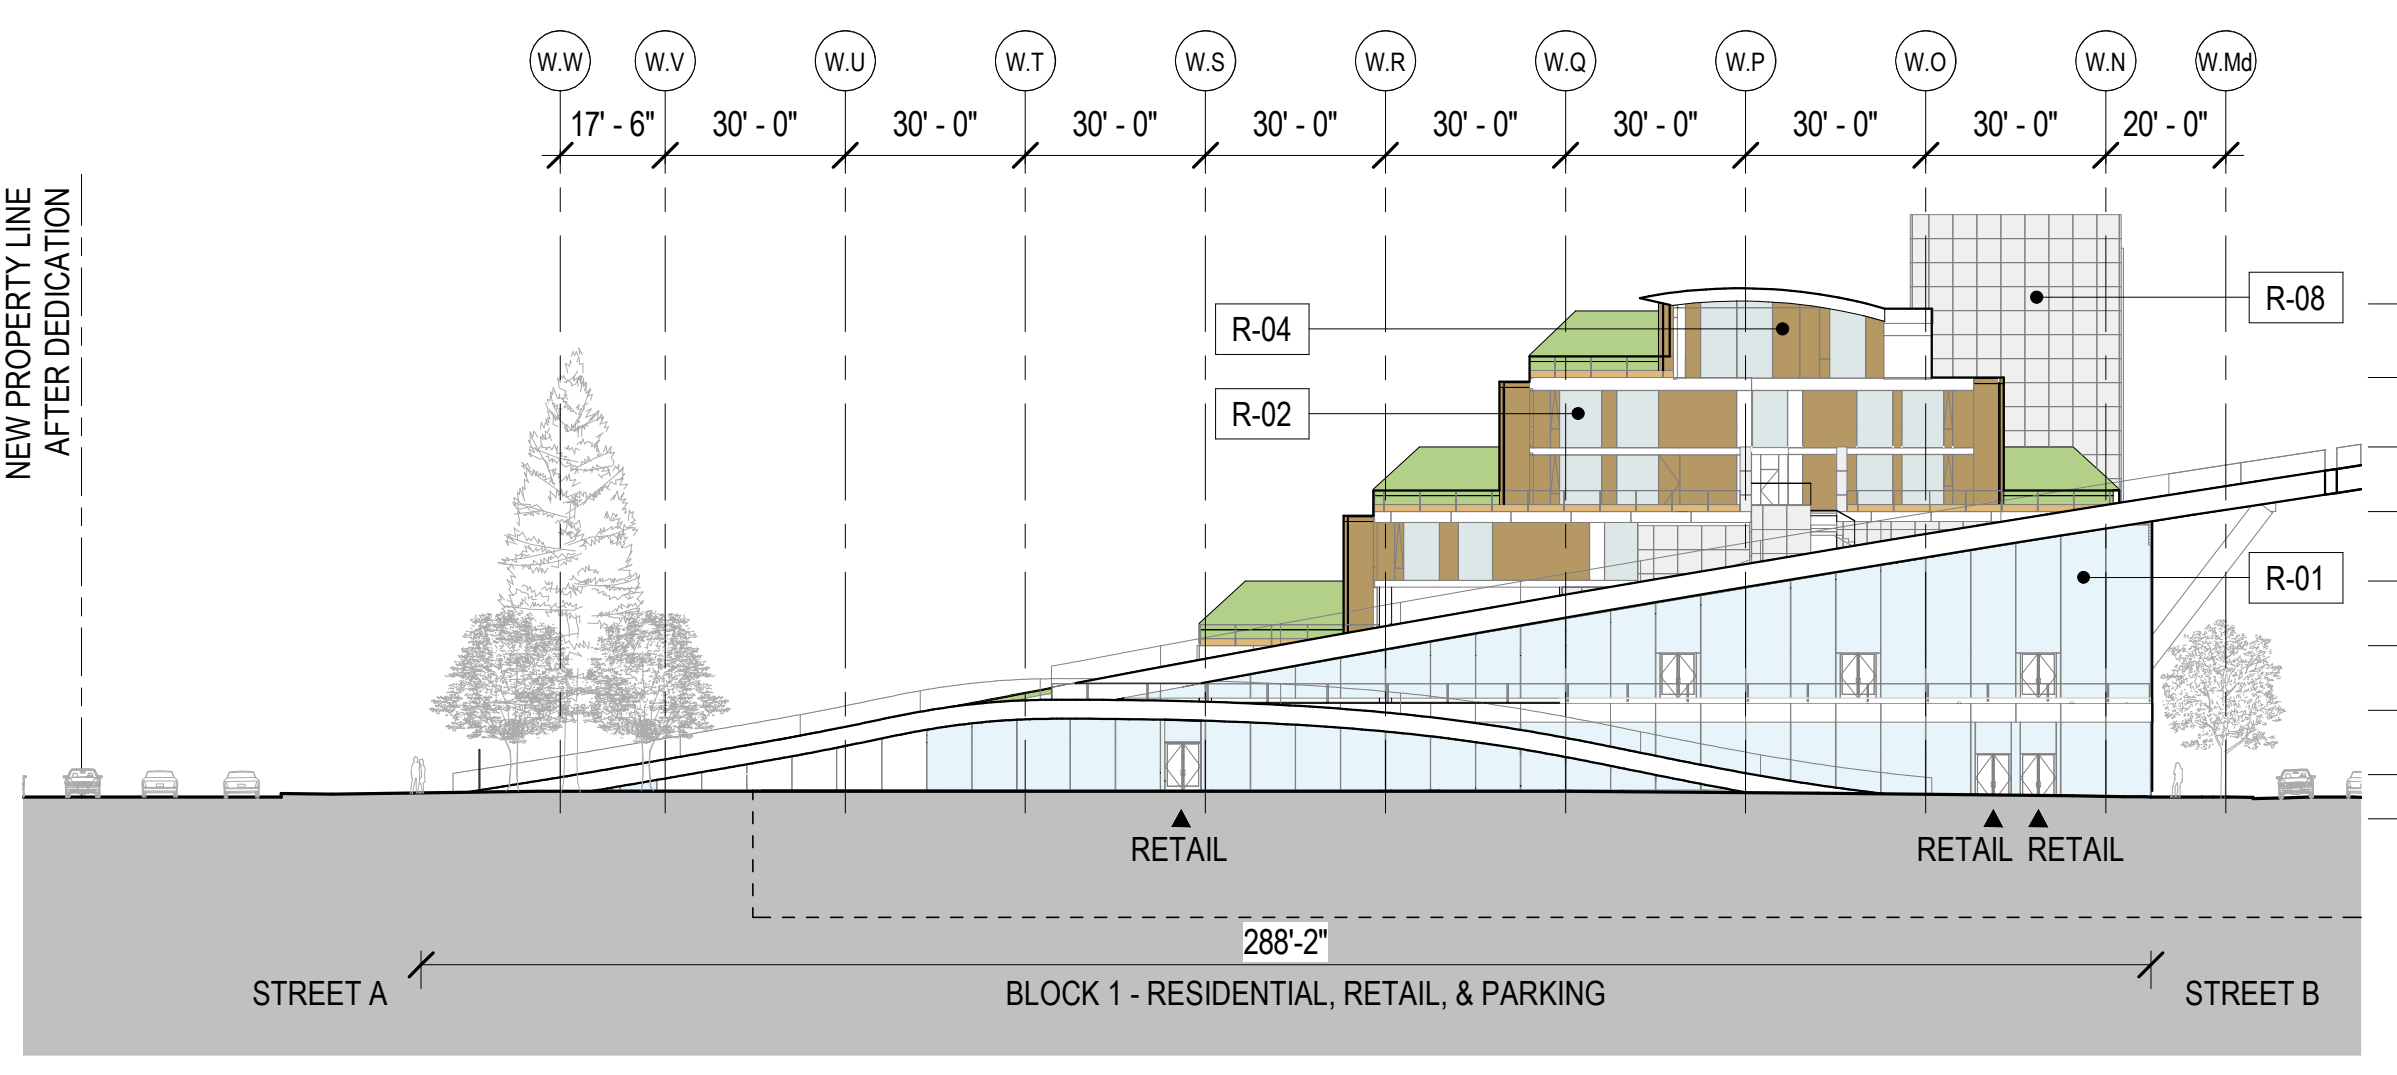 W.W W.V W.U W.T W.S W.R W.Q W.P W.O W.N W.Md
17' - 6" 30' - 0" 30' - 0" 30' - 0" 30' - 0" 30' - 0" 30' - 0" 30' - 0" 30' - 0" 20' - 0"
NEW PROPERTY LINE
AFTER DEDICATION
R-08
R-04
R-02
R-01
RETAIL RETAIL RETAIL
288'-2"
STREET A BLOCK 1 - RESIDENTIAL, RETAIL, & PARKING STREET B